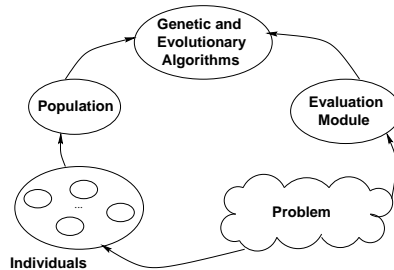 Genetic and
Evolutionary
Algorithms
Population
Evaluation
Module
...
Problem
Individuals